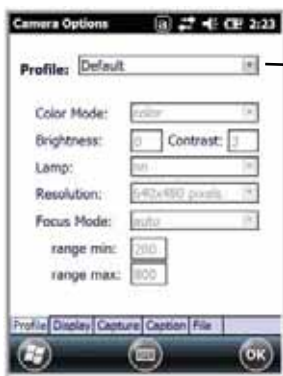 Camera Options CE 2:23
Profile: Default
Color Mode: color
Brightness: 0 Contrast: 3
Lamp: on
Resolution: 640x480 pixels
Focus Mode: auto
range min: 200
range max: 800
Profile Display Capture Caption File
OK